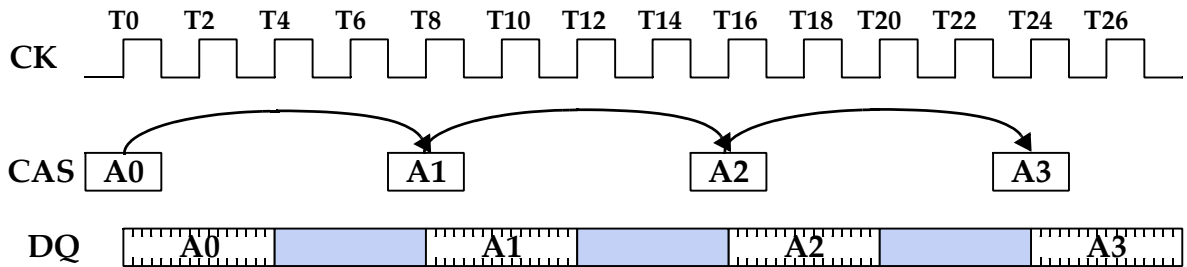 T0 T2 T4 T6 T8 T10 T12 T14 T16 T18 T20 T22 T24 T26
CK
CAS A0 A1 A2 A3
DQ A0 A1 A2 A3